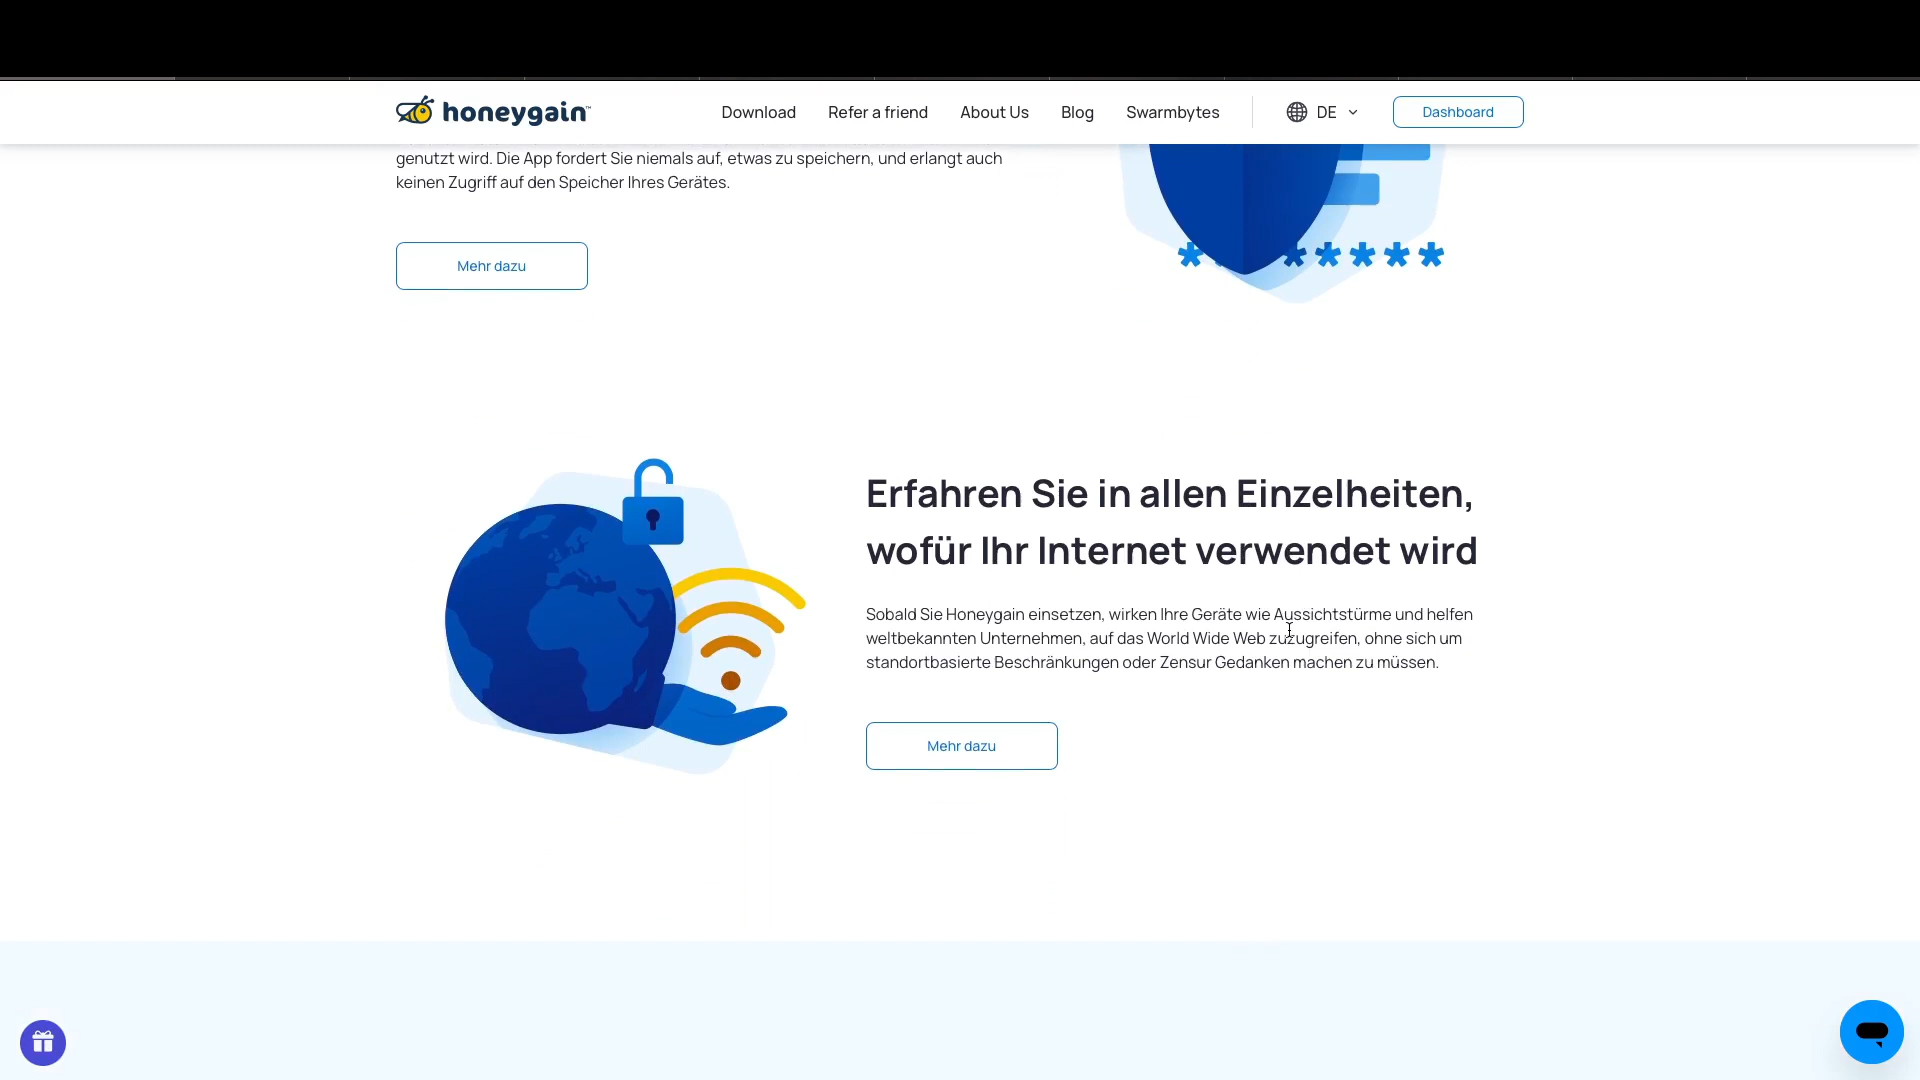 honeygain™
Download
Refer a friend
About Us
Blog
Swarmbytes
DE
Dashboard
genutzt wird. Die App fordert Sie niemals auf, etwas zu speichern, und erlangt auch
keinen Zugriff auf den Speicher Ihres Gerätes.
Mehr dazu
* * * * * *
Erfahren Sie in allen Einzelheiten,
wofür Ihr Internet verwendet wird
Sobald Sie Honeygain einsetzen, wirken Ihre Geräte wie Aussichtstürme und helfen
weltbekannten Unternehmen, auf das World Wide Web zuzugreifen, ohne sich um
standortbasierte Beschränkungen oder Zensur Gedanken machen zu müssen.
Mehr dazu